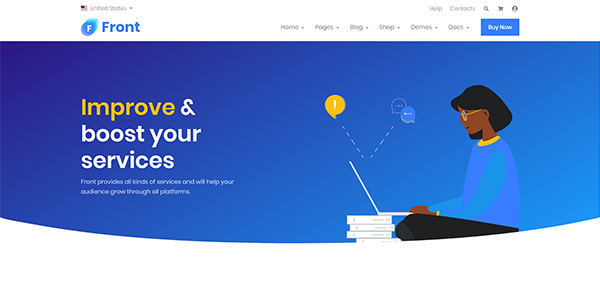 United States
Help Contacts
Front
Home Pages Blog Shop Demos Docs Buy Now
Improve &
boost your
services
Front provides all kinds of services and will help your
audience grow through all platforms.